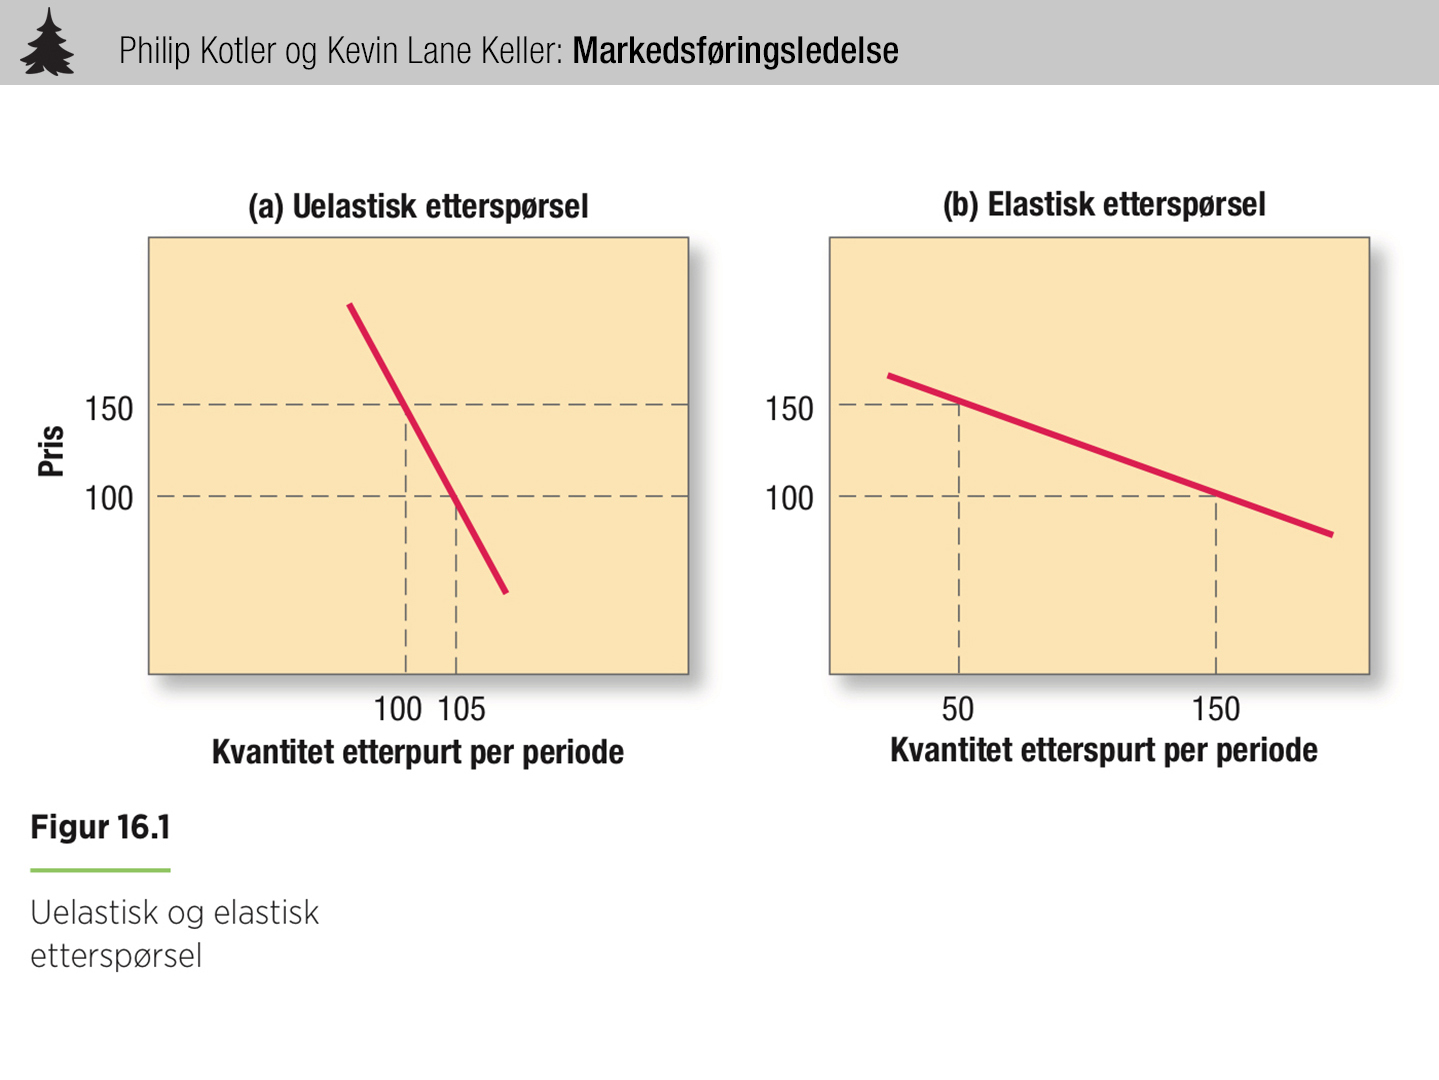 Philip Kotler og Kevin Lane Keller: Markedsføringsledelse
(a) Uelastisk etterspørsel
Pris
150
100
100 105
Kvantitet etterpurt per periode
(b) Elastisk etterspørsel
150
100
50 150
Kvantitet etterspurt per periode
Figur 16.1
Uelastisk og elastisk
etterspørsel